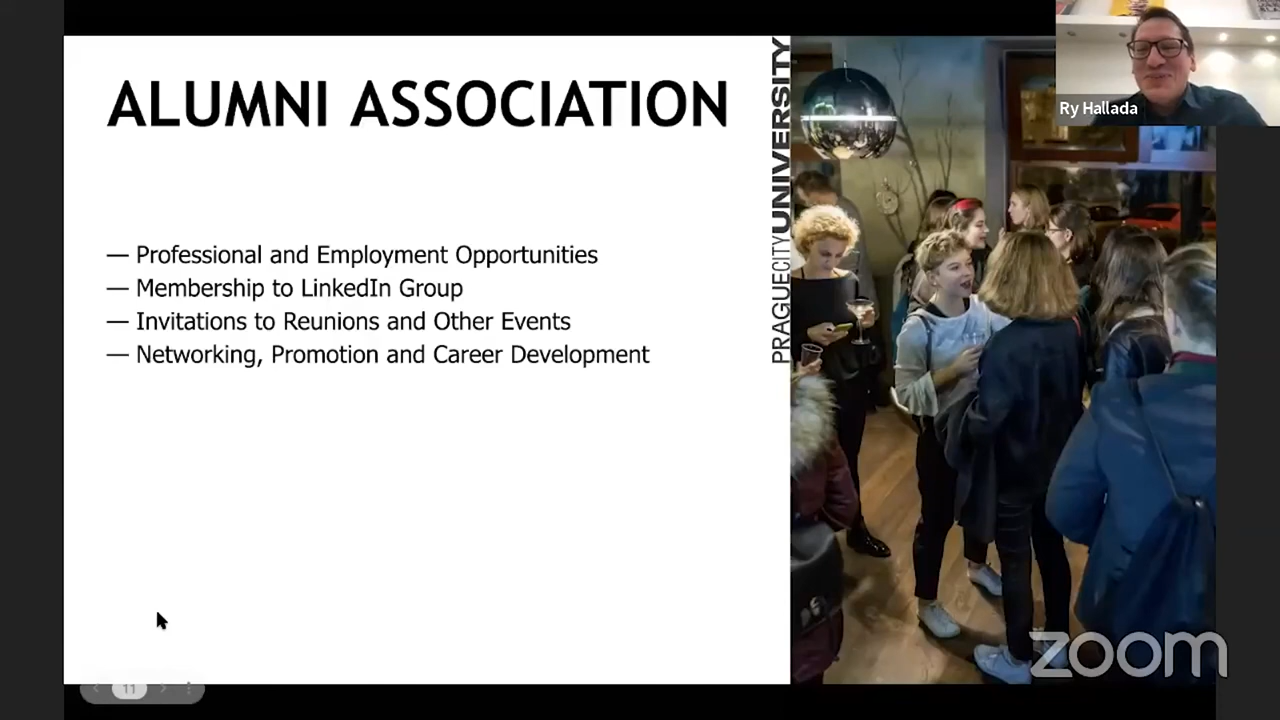 ALUMNI ASSOCIATION
— Professional and Employment Opportunities
— Membership to LinkedIn Group
— Invitations to Reunions and Other Events
— Networking, Promotion and Career Development
PRAGUECITYUNIVERSITY
Ry Hallada
11
zoom